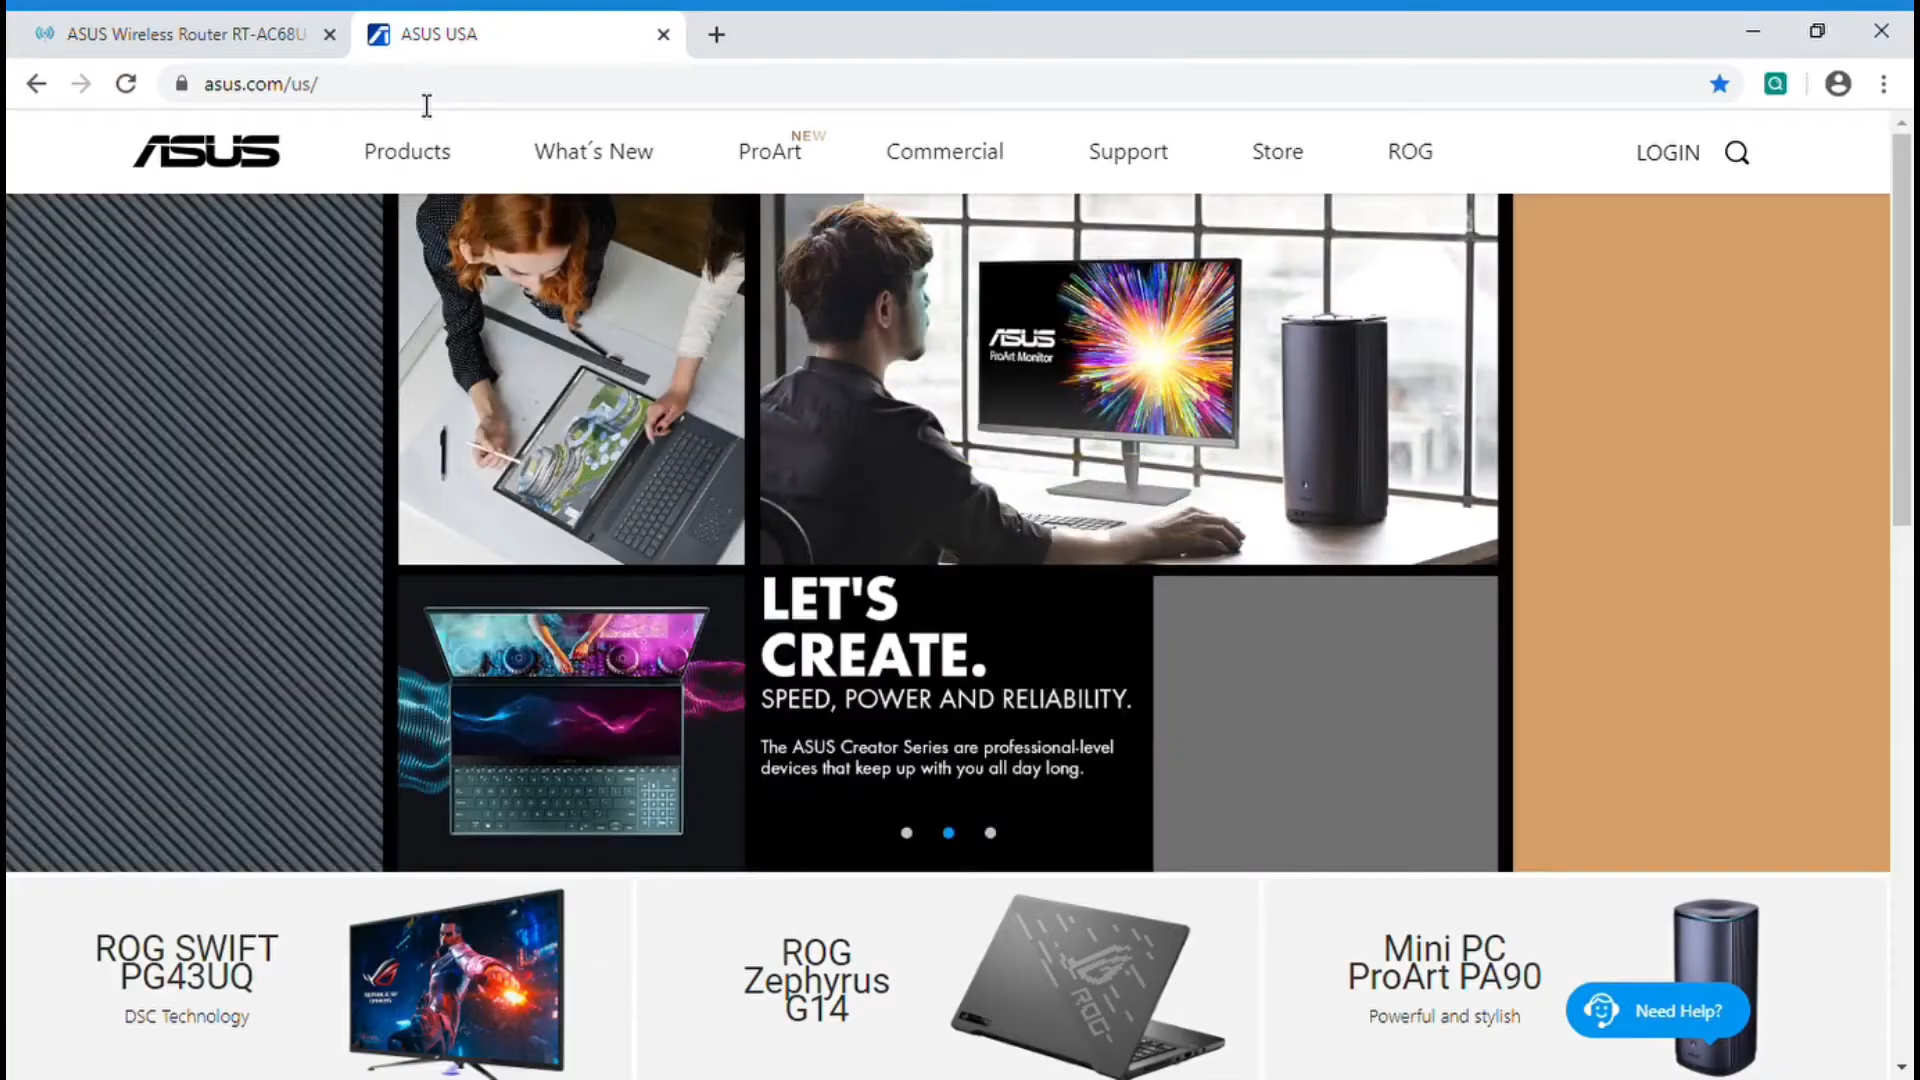 ASUS Wireless Router RT-AC68U
ASUS USA
asus.com/us/
ASUS
Products
What´s New
ProArt
NEW
Commercial
Support
Store
ROG
LOGIN
ASUS
ProArt Monitor
LET'S
CREATE.
SPEED, POWER AND RELIABILITY.
The ASUS Creator Series are professional-level
devices that keep up with you all day long.
ROG SWIFT
PG43UQ
DSC Technology
ROG
Zephyrus
G14
ROG
Mini PC
ProArt PA90
Powerful and stylish
Need Help?